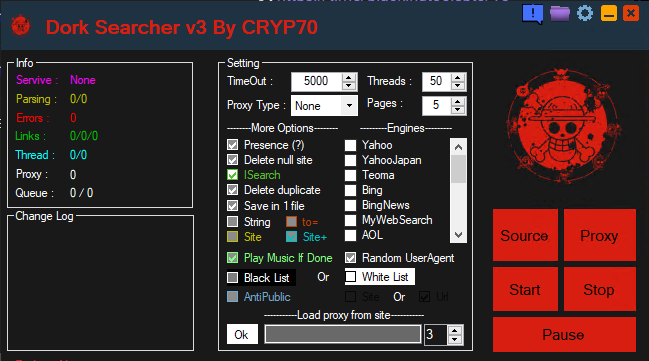 Dork Searcher v3 By CRYP70
Info
Servive : None
Parsing : 0/0
Errors : 0
Links : 0/0/0
Thread : 0/0
Proxy : 0
Queue : 0 / 0
Change Log
Setting
TimeOut : 5000 Threads : 50
Proxy Type : None Pages : 5
--------More Options--------
Presence (?)
Delete null site
ISearch
Delete duplicate
Save in 1 file
String to=
Site Site+
---------Engines---------
Yahoo
YahooJapan
Teoma
Bing
BingNews
MyWebSearch
AOL
Play Music If Done Random UserAgent
Black List Or White List
AntiPublic Site Or Url
-----------Load proxy from site-----------
Ok 3
Source Proxy
Start Stop
Pause